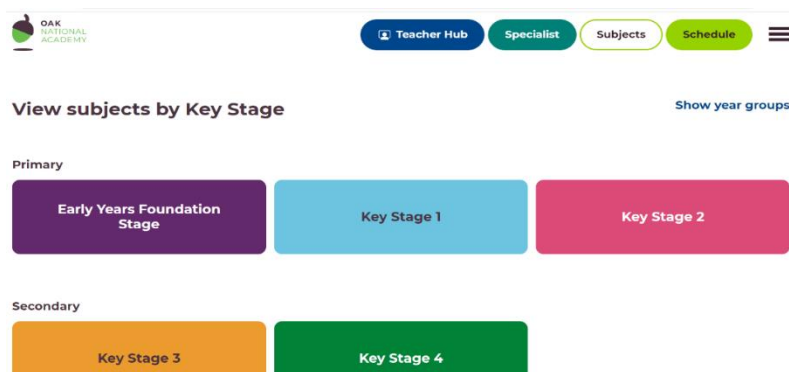 OAK
NATIONAL
ACADEMY
Teacher Hub
Specialist
Subjects
Schedule
View subjects by Key Stage
Show year groups
Primary
Early Years Foundation
Stage
Key Stage 1
Key Stage 2
Secondary
Key Stage 3
Key Stage 4